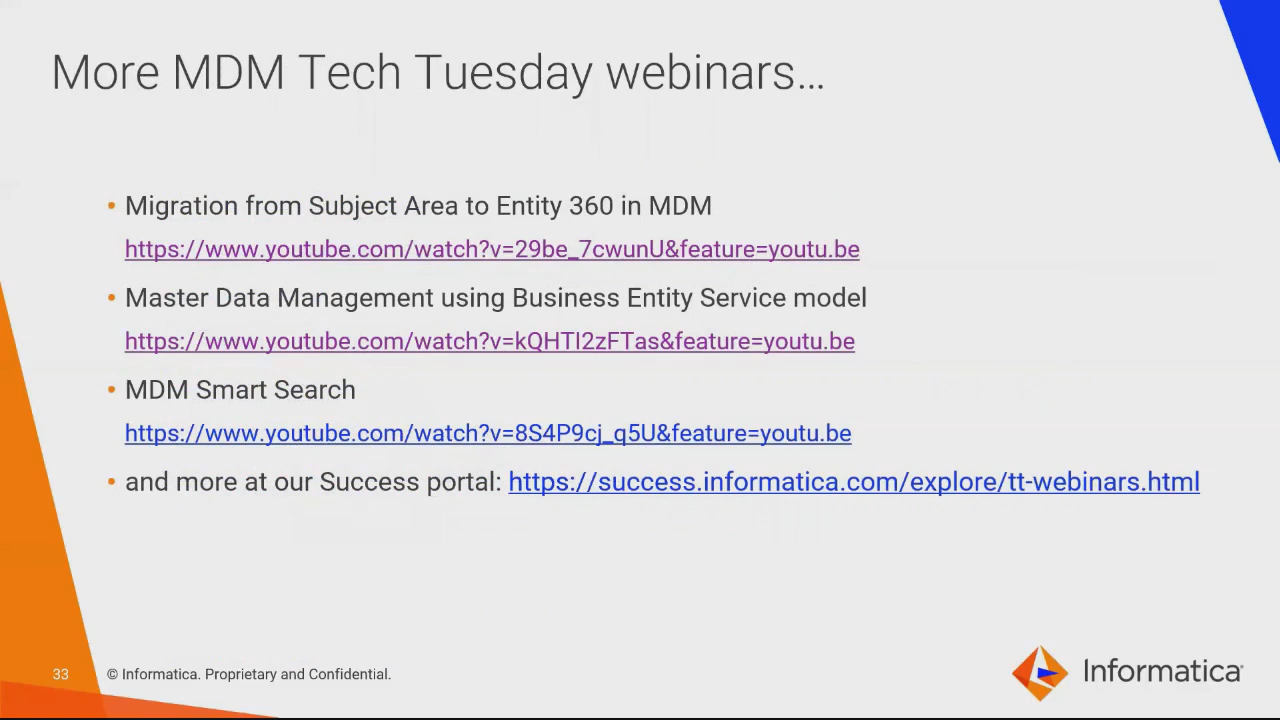 More MDM Tech Tuesday webinars...
• Migration from Subject Area to Entity 360 in MDM
https://www.youtube.com/watch?v=29be_7cwunU&feature=youtu.be
• Master Data Management using Business Entity Service model
https://www.youtube.com/watch?v=kQHTI2zFTas&feature=youtu.be
• MDM Smart Search
https://www.youtube.com/watch?v=8S4P9cj_q5U&feature=youtu.be
• and more at our Success portal: https://success.informatica.com/explore/tt-webinars.html
33 © Informatica. Proprietary and Confidential.
Informatica